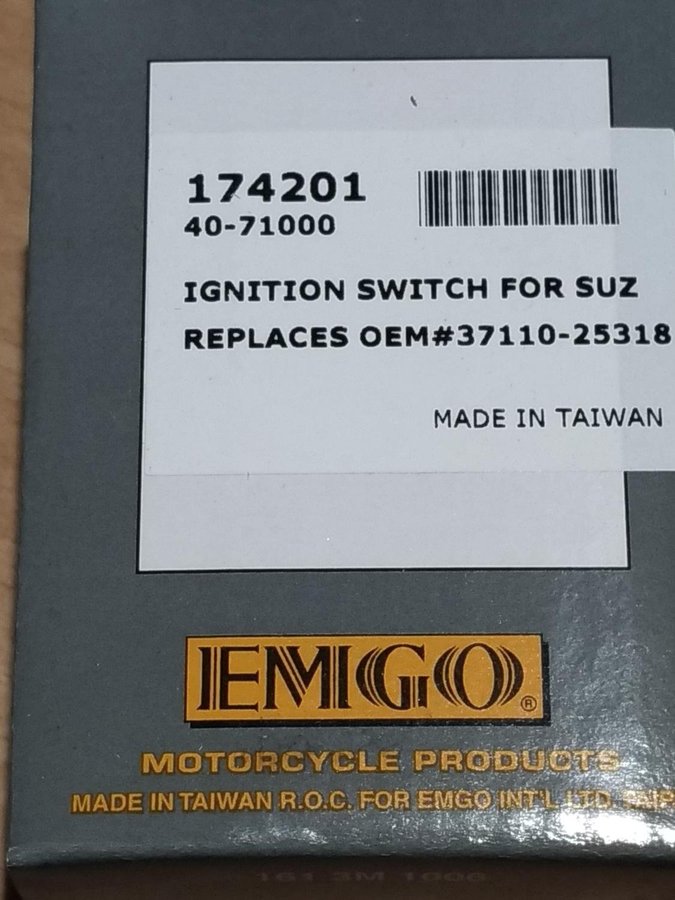 174201
40-71000
IGNITION SWITCH FOR SUZ
REPLACES OEM#37110-25318
MADE IN TAIWAN
EMGO®
MOTORCYCLE PRODUCTS
MADE IN TAIWAN R.O.C. FOR EMGO INT'L LTD.